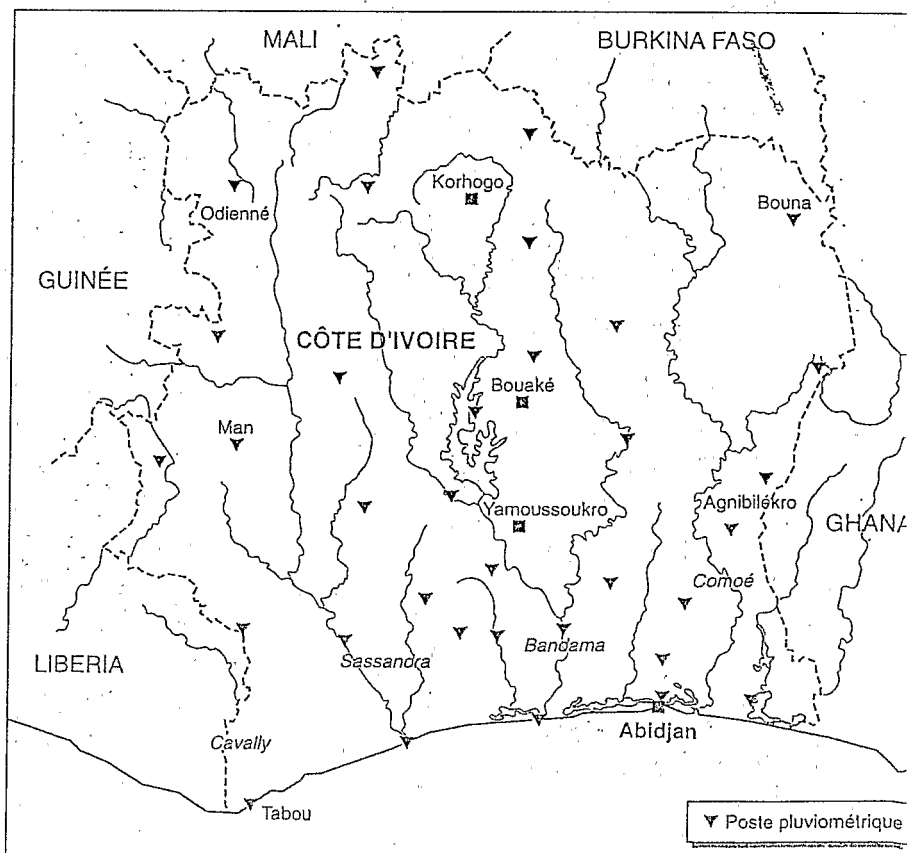 MALI
BURKINA FASO
Korhogo
Odienné
Bouna
GUINÉE
CÔTE D'IVOIRE
Bouaké
Man
Agnibilékro
Yamoussoukro
GHANA
Comoé
Bandama
LIBERIA
Sassandra
Abidjan
Cavally
Tabou
Poste pluviométrique